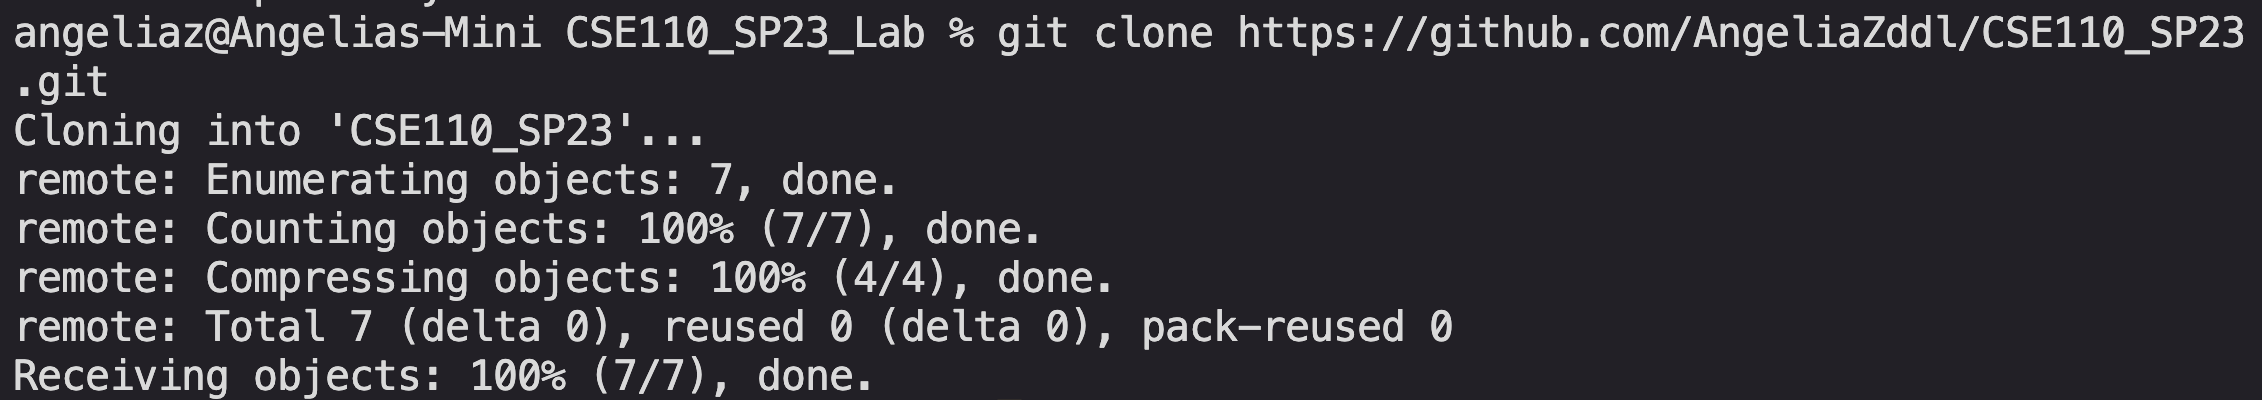 angeliaz@Angelias-Mini CSE110_SP23_Lab % git clone https://github.com/AngeliaZddl/CSE110_SP23
.git
Cloning into 'CSE110_SP23'...
remote: Enumerating objects: 7, done.
remote: Counting objects: 100% (7/7), done.
remote: Compressing objects: 100% (4/4), done.
remote: Total 7 (delta 0), reused 0 (delta 0), pack-reused 0
Receiving objects: 100% (7/7), done.